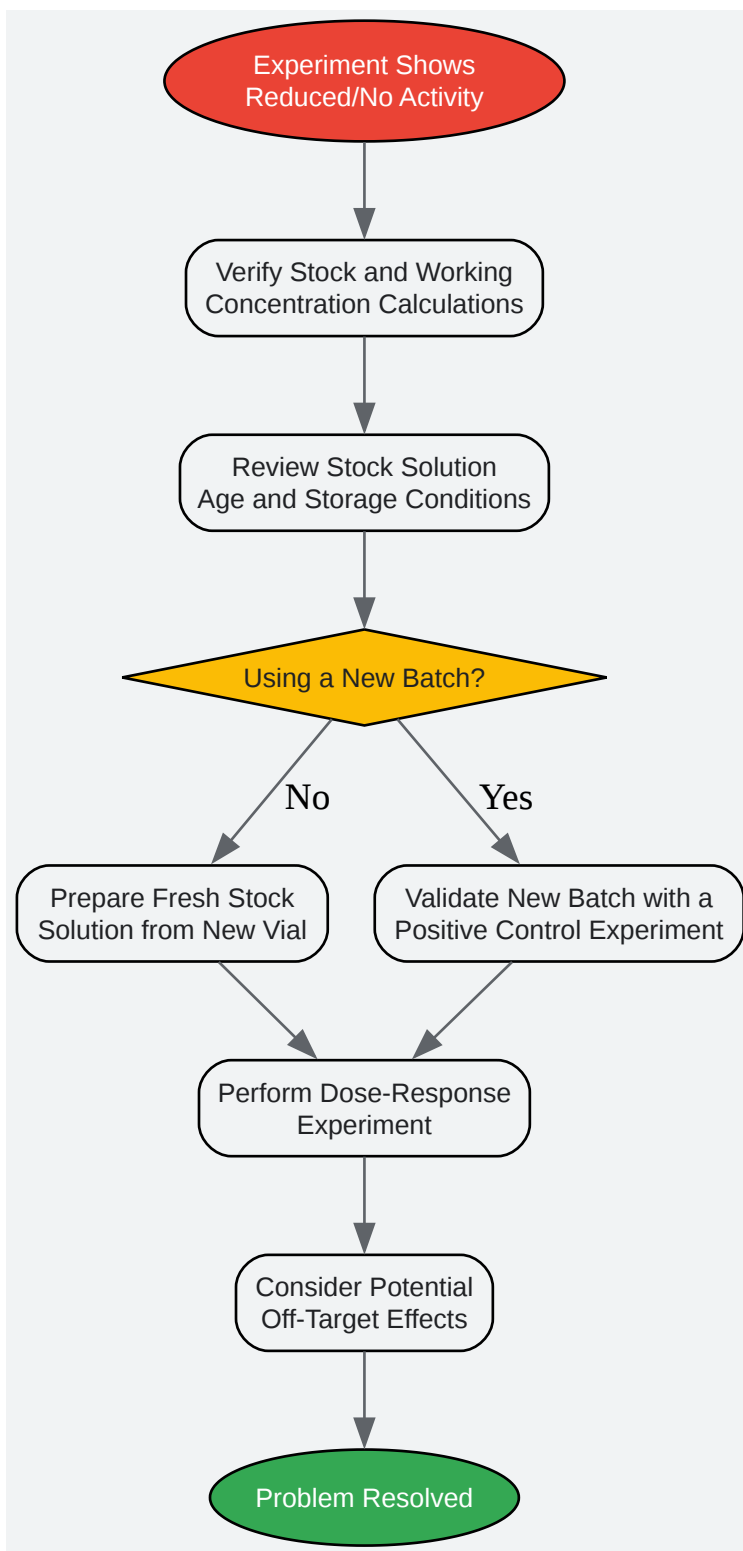 Experiment Shows
Reduced/No Activity
Verify Stock and Working
Concentration Calculations
Review Stock Solution
Age and Storage Conditions
Using a New Batch?
No
Yes
Prepare Fresh Stock
Solution from New Vial
Validate New Batch with a
Positive Control Experiment
Perform Dose-Response
Experiment
Consider Potential
Off-Target Effects
Problem Resolved